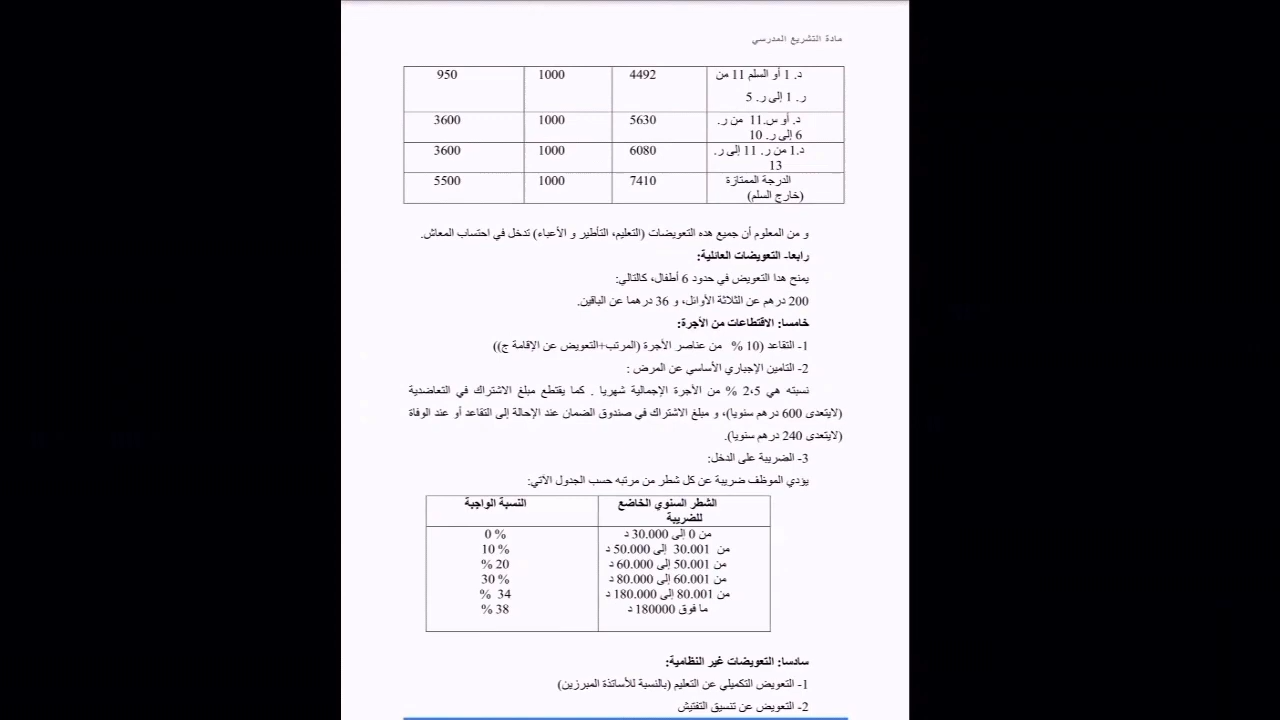 مادة التشريع المدرسي
د. 1 أو السلم 11 من
ر. 1 إلى ر. 5
4492
1000
950
د. أو س.11 من ر.
6 إلى ر. 10
5630
1000
3600
د.1 من ر. 11 إلى ر.
13
6080
1000
3600
الدرجة الممتازة
(خارج السلم)
7410
1000
5500
و من المعلوم أن جميع هده التعويضات (التعليم، التأطير و الأعباء) تدخل في احتساب المعاش.
رابعا- التعويضات العائلية:
يمنح هدا التعويض في حدود 6 أطفال، كالتالي:
200 درهم عن الثلاثة الأوائل، و 36 درهما عن الباقين.
خامسا: الاقتطاعات من الأجرة:
1- التقاعد (10 % من عناصر الأجرة (المرتب+التعويض عن الإقامة ج))
2- التامين الإجباري الأساسي عن المرض :
نسبته هي 2،5 % من الأجرة الإجمالية شهريا . كما يقتطع مبلغ الاشتراك في التعاضدية
(لايتعدى 600 درهم سنويا)، و مبلغ الاشتراك في صندوق الضمان عند الإحالة إلى التقاعد أو عند الوفاة
(لايتعدى 240 درهم سنويا).
3- الضريبة على الدخل:
يؤدي الموظف ضريبة عن كل شطر من مرتبه حسب الجدول الآتي:
الشطر السنوي الخاضع
للضريبة
النسبة الواجبة
من 0 إلى 30.000 د
0 %
من 30.001 إلى 50.000 د
10 %
من 50.001 إلى 60.000 د
20 %
من 60.001 إلى 80.000 د
30 %
من 80.001 إلى 180.000 د
34 %
ما فوق 180000 د
38 %
سادسا: التعويضات غير النظامية:
1- التعويض التكميلي عن التعليم (بالنسبة للأساتذة المبرزين)
2- التعويض عن تنسيق التفتيش